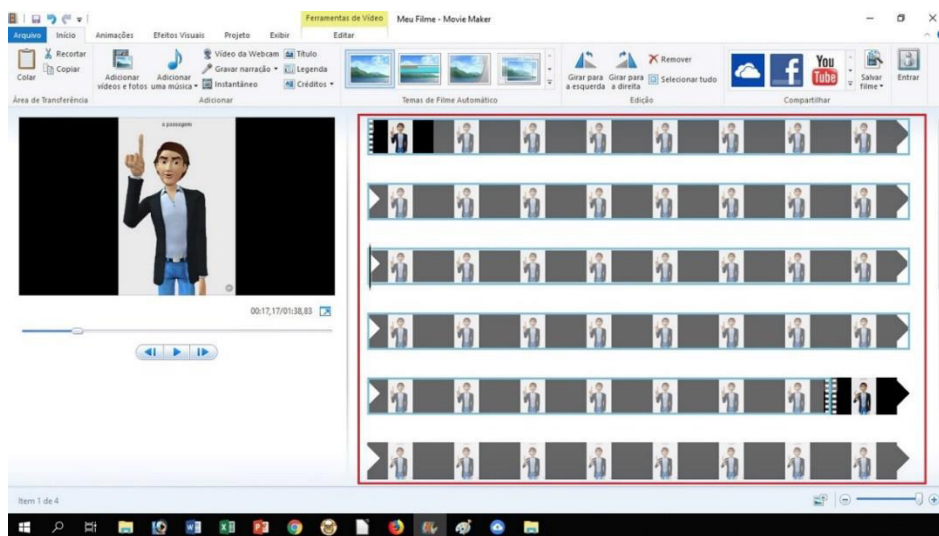 Ferramentas de Vídeo
Meu Filme - Movie Maker
Arquivo Início Animações Efeitos Visuais Projeto Exibir Editar
Colar
Recortar
Copiar
Área de Transferência
Adicionar vídeos e fotos
Adicionar uma música
Vídeo da Webcam
Gravar narração
Instantâneo
Título
Legenda
Créditos
Adicionar
Temas de Filme Automático
Girar para a esquerda
Girar para a direita
Remover
Selecionar tudo
Edição
f
You
Tube
Compartilhar
Salvar filme
Entrar
a passagem
00:17,17/01:38,83
Item 1 de 4